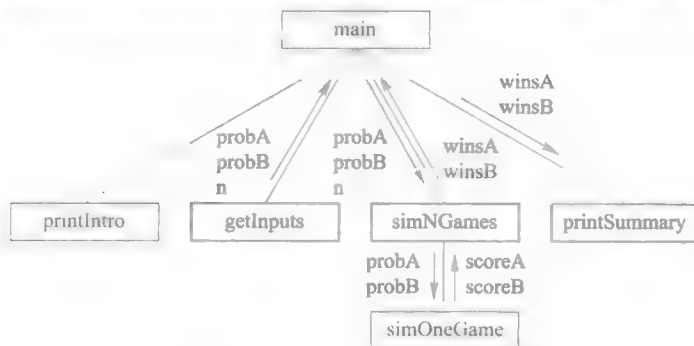 main
winsA
winsB
probA
probB
n
probA
probB
n
winsA
winsB
printIntro
getInputs
simNGames
printSummary
probA
probB
scoreA
scoreB
simOneGame